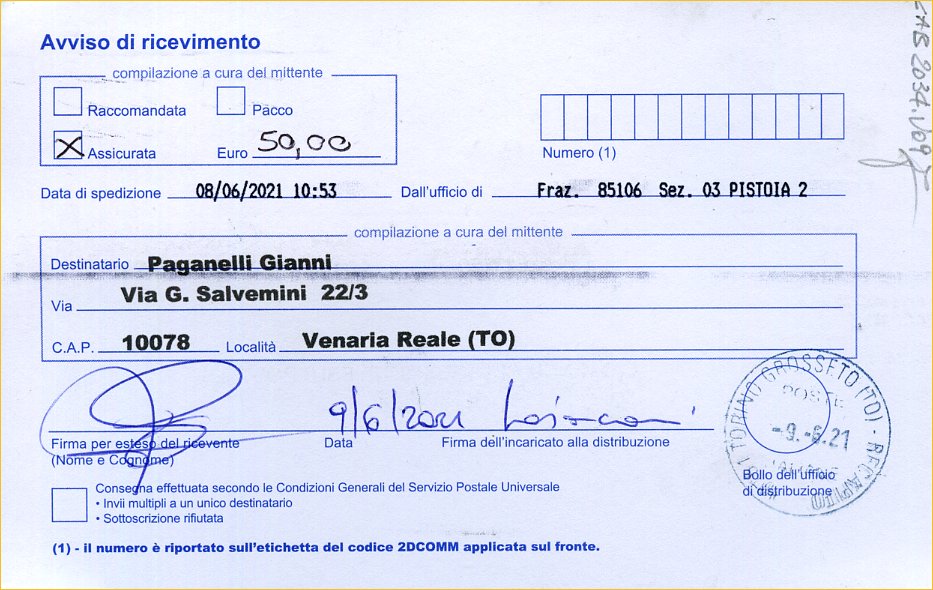 Avviso di ricevimento
compilazione a cura del mittente
Raccomandata Pacco
Assicurata Euro 50,00
Numero (1)
Data di spedizione 08/06/2021 10:53 Dall'ufficio di Fraz. 85106 Sez. 03 PISTOIA 2
compilazione a cura del mittente
Destinatario Paganelli Gianni
Via Via G. Salvemini 22/3
C.A.P. 10078 Località Venaria Reale (TO)
9/6/2021
Firma per esteso del ricevente Data Firma dell'incaricato alla distribuzione
(Nome e Cognome)
TORINO GROSSETO (TO) - RECAPITO
POSTE
-9.-6.21
Bollo dell'ufficio
di distribuzione
Consegna effettuata secondo le Condizioni Generali del Servizio Postale Universale
• Invii multipli a un unico destinatario
• Sottoscrizione rifiutata
(1) - il numero è riportato sull'etichetta del codice 2DCOMM applicata sul fronte.